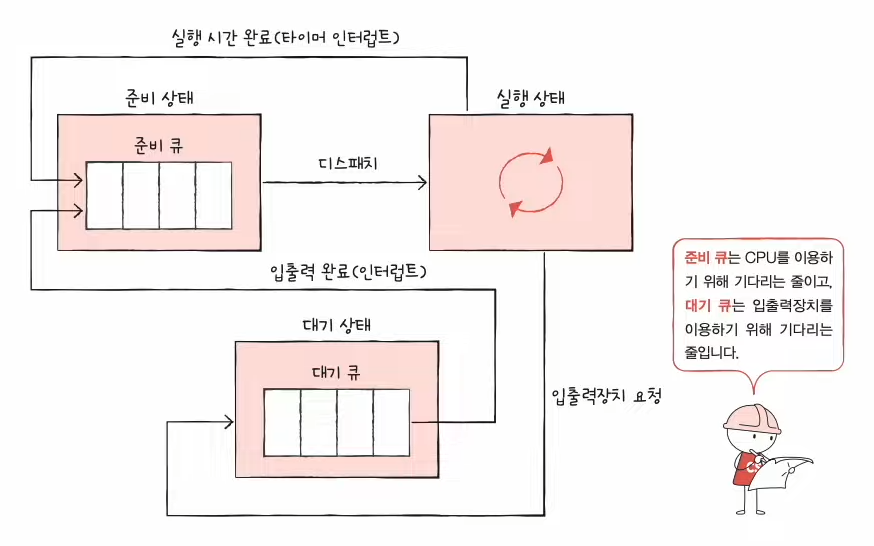 실행 시간 완료(타이머 인터럽트)
준비 상태
실행 상태
준비 큐
디스패치
입출력 완료(인터럽트)
대기 상태
대기 큐
입출력장치 요청
준비 큐는 CPU를 이용하
기 위해 기다리는 줄이고,
대기 큐는 입출력장치를
이용하기 위해 기다리는
줄입니다.